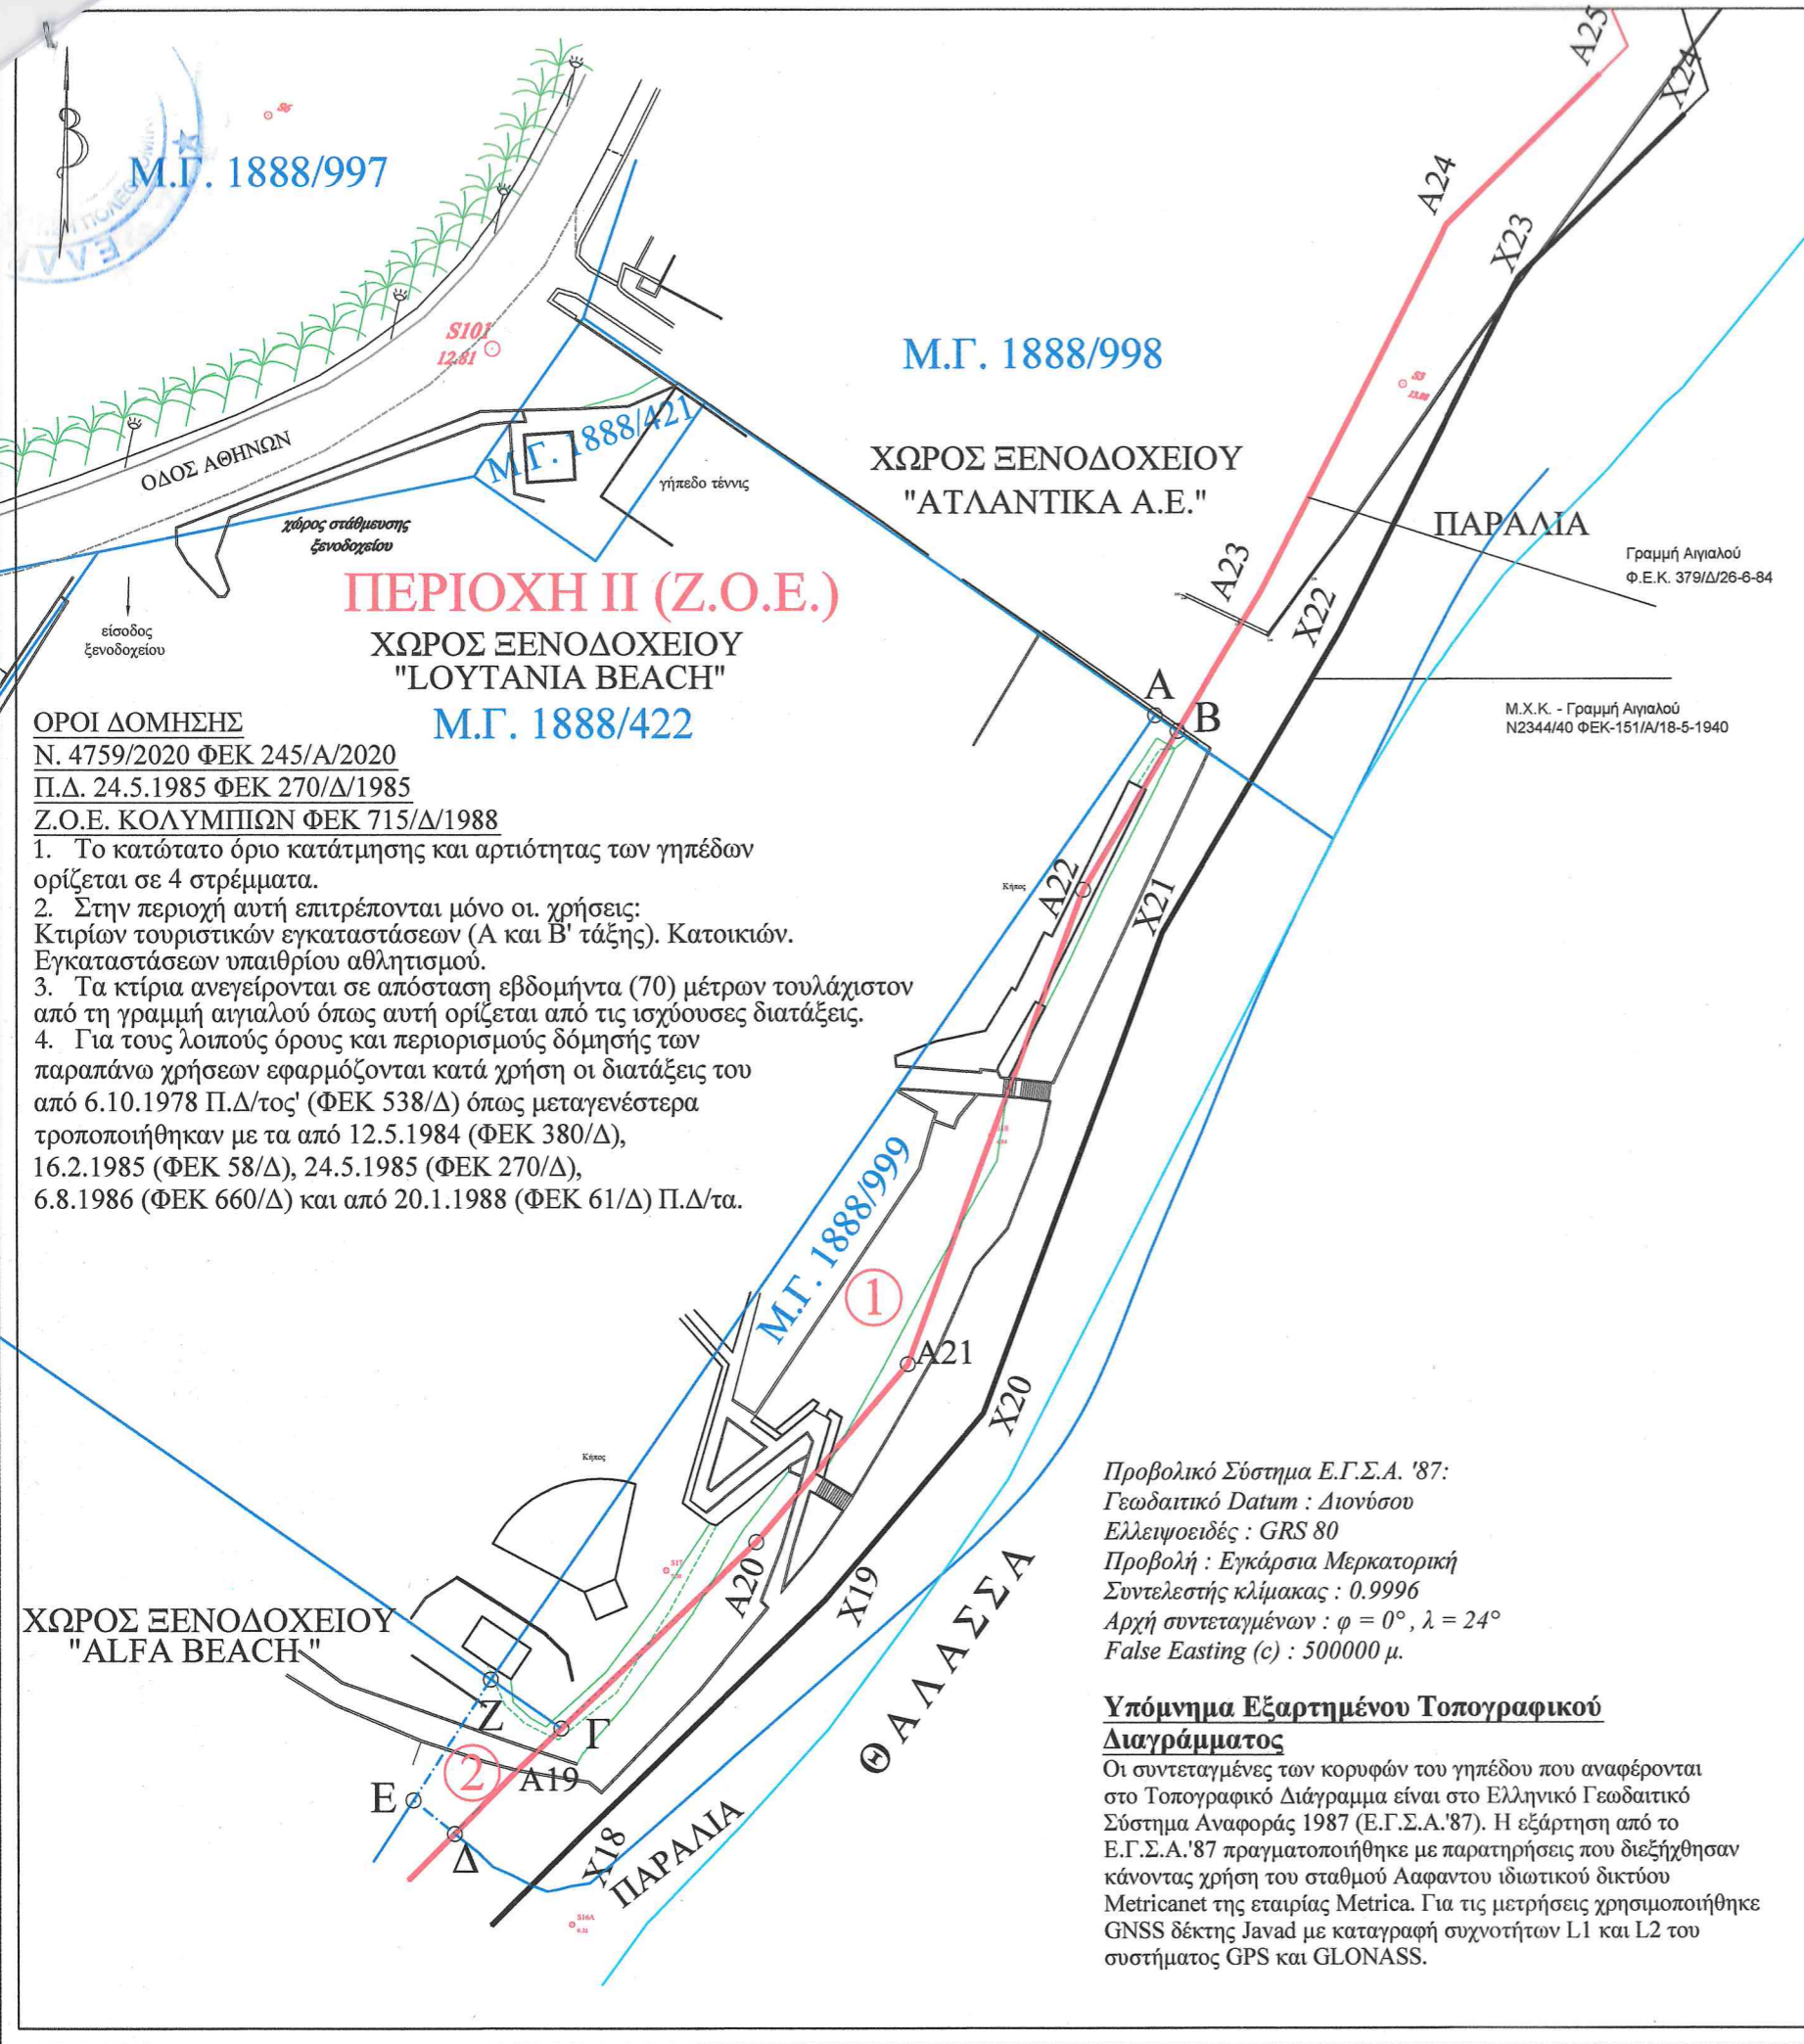 Β
S6
Μ.Γ. 1888/997
S101
12.81
ΟΔΟΣ ΑΘΗΝΩΝ
Μ.Γ. 1888/421
γήπεδο τέννις
χώρος στάθμευσης
ξενοδοχείου
είσοδος
ξενοδοχείου
Μ.Γ. 1888/998
ΧΩΡΟΣ ΞΕΝΟΔΟΧΕΙΟΥ
"ΑΤΛΑΝΤΙΚΑ Α.Ε."
A25
X24
A24
X23
S3
ΠΑΡΑΛΙΑ
Γραμμή Αιγιαλού
Φ.Ε.Κ. 379/Δ/26-6-84
A23
X22
Μ.Χ.Κ. - Γραμμή Αιγιαλού
Ν2344/40 ΦΕΚ-151/Α/18-5-1940
ΠΕΡΙΟΧΗ ΙΙ (Ζ.Ο.Ε.)
ΧΩΡΟΣ ΞΕΝΟΔΟΧΕΙΟΥ
"LOYTANIA BEACH"
Μ.Γ. 1888/422
Α
Β
ΟΡΟΙ ΔΟΜΗΣΗΣ
Ν. 4759/2020 ΦΕΚ 245/Α/2020
Π.Δ. 24.5.1985 ΦΕΚ 270/Δ/1985
Ζ.Ο.Ε. ΚΟΛΥΜΠΙΩΝ ΦΕΚ 715/Δ/1988
1. Το κατώτατο όριο κατάτμησης και αρτιότητας των γηπέδων
ορίζεται σε 4 στρέμματα.
2. Στην περιοχή αυτή επιτρέπονται μόνο οι. χρήσεις:
Κτιρίων τουριστικών εγκαταστάσεων (Α και Β' τάξης). Κατοικιών.
Εγκαταστάσεων υπαιθρίου αθλητισμού.
3. Τα κτίρια ανεγείρονται σε απόσταση εβδομήντα (70) μέτρων τουλάχιστον
από τη γραμμή αιγιαλού όπως αυτή ορίζεται από τις ισχύουσες διατάξεις.
4. Για τους λοιπούς όρους και περιορισμούς δόμησής των
παραπάνω χρήσεων εφαρμόζονται κατά χρήση οι διατάξεις του
από 6.10.1978 Π.Δ/τος' (ΦΕΚ 538/Δ) όπως μεταγενέστερα
τροποποιήθηκαν με τα από 12.5.1984 (ΦΕΚ 380/Δ),
16.2.1985 (ΦΕΚ 58/Δ), 24.5.1985 (ΦΕΚ 270/Δ),
6.8.1986 (ΦΕΚ 660/Δ) και από 20.1.1988 (ΦΕΚ 61/Δ) Π.Δ/τα.
Κήπος
A22
X21
Μ.Γ. 1888/999
1
A21
X20
Κήπος
S17
A20
X19
ΘΑΛΑΣΣΑ
ΧΩΡΟΣ ΞΕΝΟΔΟΧΕΙΟΥ
"ALFA BEACH "
Ζ
Γ
2
A19
Ε
Δ
X18
ΠΑΡΑΛΙΑ
S16A
Προβολικό Σύστημα Ε.Γ.Σ.Α. '87:
Γεωδαιτικό Datum : Διονύσου
Ελλειψοειδές : GRS 80
Προβολή : Εγκάρσια Μερκατορική
Συντελεστής κλίμακας : 0.9996
Αρχή συντεταγμένων : φ = 0° , λ = 24°
False Easting (c) : 500000 μ.
Υπόμνημα Εξαρτημένου Τοπογραφικού
Διαγράμματος
Οι συντεταγμένες των κορυφών του γηπέδου που αναφέρονται
στο Τοπογραφικό Διάγραμμα είναι στο Ελληνικό Γεωδαιτικό
Σύστημα Αναφοράς 1987 (Ε.Γ.Σ.Α.'87). Η εξάρτηση από το
Ε.Γ.Σ.Α.'87 πραγματοποιήθηκε με παρατηρήσεις που διεξήχθησαν
κάνοντας χρήση του σταθμού Ααφαντου ιδιωτικού δικτύου
Metricanet της εταιρίας Metrica. Για τις μετρήσεις χρησιμοποιήθηκε
GNSS δέκτης Javad με καταγραφή συχνοτήτων L1 και L2 του
συστήματος GPS και GLONASS.